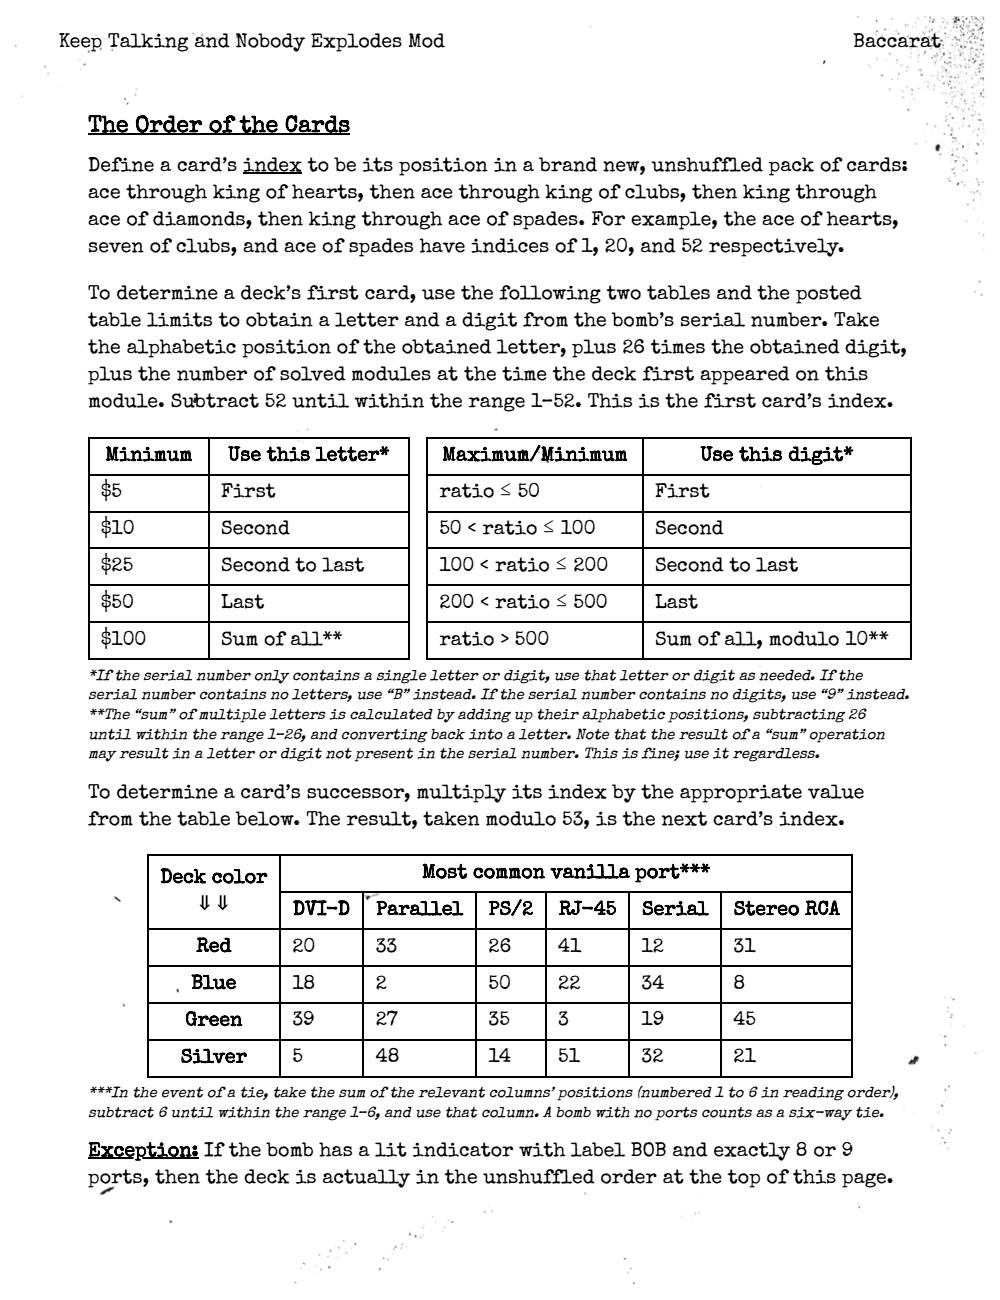 Keep Talking and Nobody Explodes Mod
Baccarat
The Order of the Cards
Define a card's index to be its position in a brand new, unshuffled pack of cards:
ace through king of hearts, then ace through king of clubs, then king through
ace of diamonds, then king through ace of spades. For example, the ace of hearts,
seven of clubs, and ace of spades have indices of 1, 20, and 52 respectively.
To determine a deck's first card, use the following two tables and the posted
table limits to obtain a letter and a digit from the bomb's serial number. Take
the alphabetic position of the obtained letter, plus 26 times the obtained digit,
plus the number of solved modules at the time the deck first appeared on this
module. Subtract 52 until within the range 1-52. This is the first card's index.
Minimum Use this letter*
$5 First
$10 Second
$25 Second to last
$50 Last
$100 Sum of all**
Maximum/Minimum Use this digit*
ratio ≤ 50 First
50 < ratio ≤ 100 Second
100 < ratio ≤ 200 Second to last
200 < ratio ≤ 500 Last
ratio > 500 Sum of all, modulo 10**
*If the serial number only contains a single letter or digit, use that letter or digit as needed. If the
serial number contains no letters, use “B” instead. If the serial number contains no digits, use “9” instead.
**The “sum” of multiple letters is calculated by adding up their alphabetic positions, subtracting 26
until within the range 1-26, and converting back into a letter. Note that the result of a “sum” operation
may result in a letter or digit not present in the serial number. This is fine; use it regardless.
To determine a card's successor, multiply its index by the appropriate value
from the table below. The result, taken modulo 53, is the next card's index.
Deck color ⇓⇓ Most common vanilla port***
DVI-D Parallel PS/2 RJ-45 Serial Stereo RCA
Red 20 33 26 41 12 31
Blue 18 2 50 22 34 8
Green 39 27 35 3 19 45
Silver 5 48 14 51 32 21
***In the event of a tie, take the sum of the relevant columns' positions (numbered 1 to 6 in reading order),
subtract 6 until within the range 1-6, and use that column. A bomb with no ports counts as a six-way tie.
Exception: If the bomb has a lit indicator with label BOB and exactly 8 or 9
ports, then the deck is actually in the unshuffled order at the top of this page.